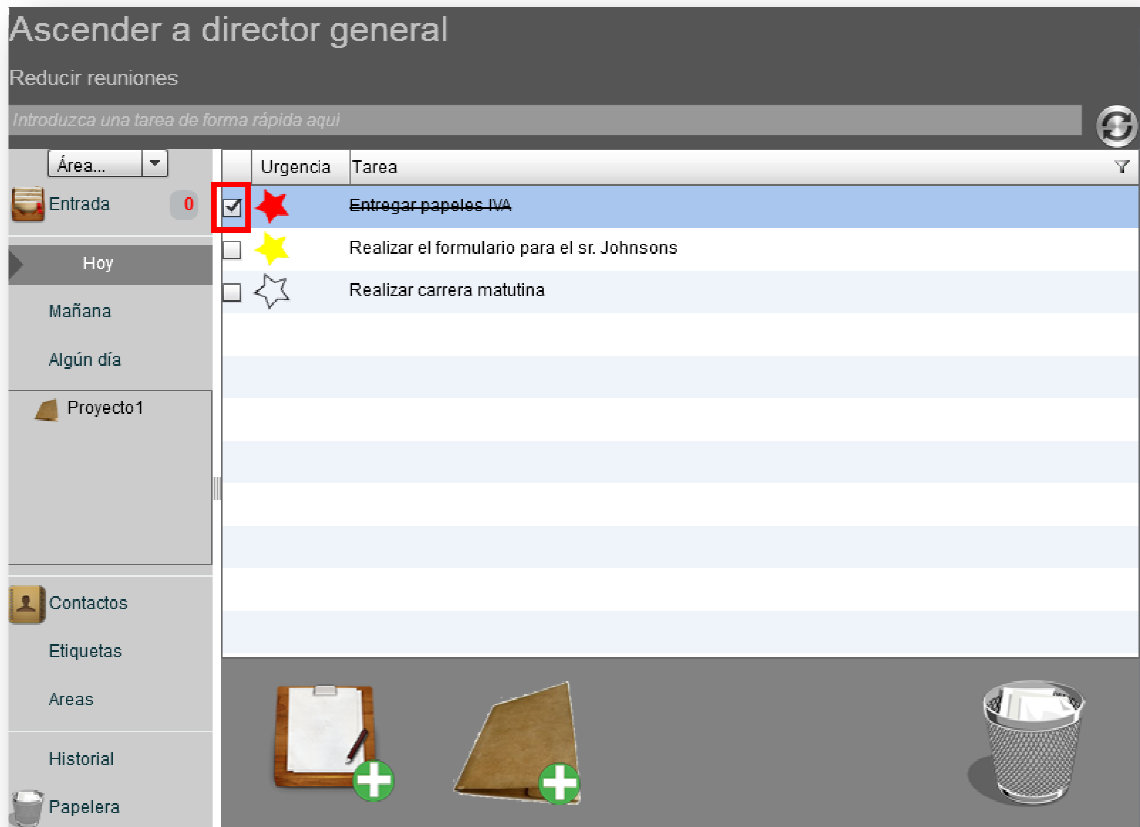 Ascender a director general
Reducir reuniones
Introduzca una tarea de forma rápida aquí
Área...
Urgencia
Tarea
Entrada
0
Entregar papeles IVA
Realizar el formulario para el sr. Johnsons
Realizar carrera matutina
Hoy
Mañana
Algún día
Proyecto1
Contactos
Etiquetas
Areas
Historial
Papelera